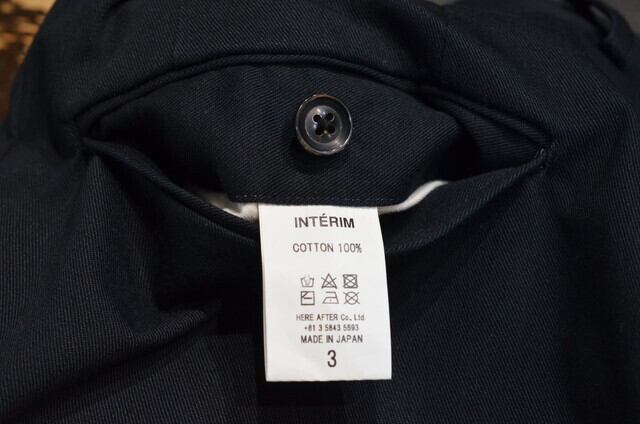 INTÉRIM
COTTON 100%
HERE AFTER Co., Ltd.
+81 3 5843 5593
MADE IN JAPAN
3